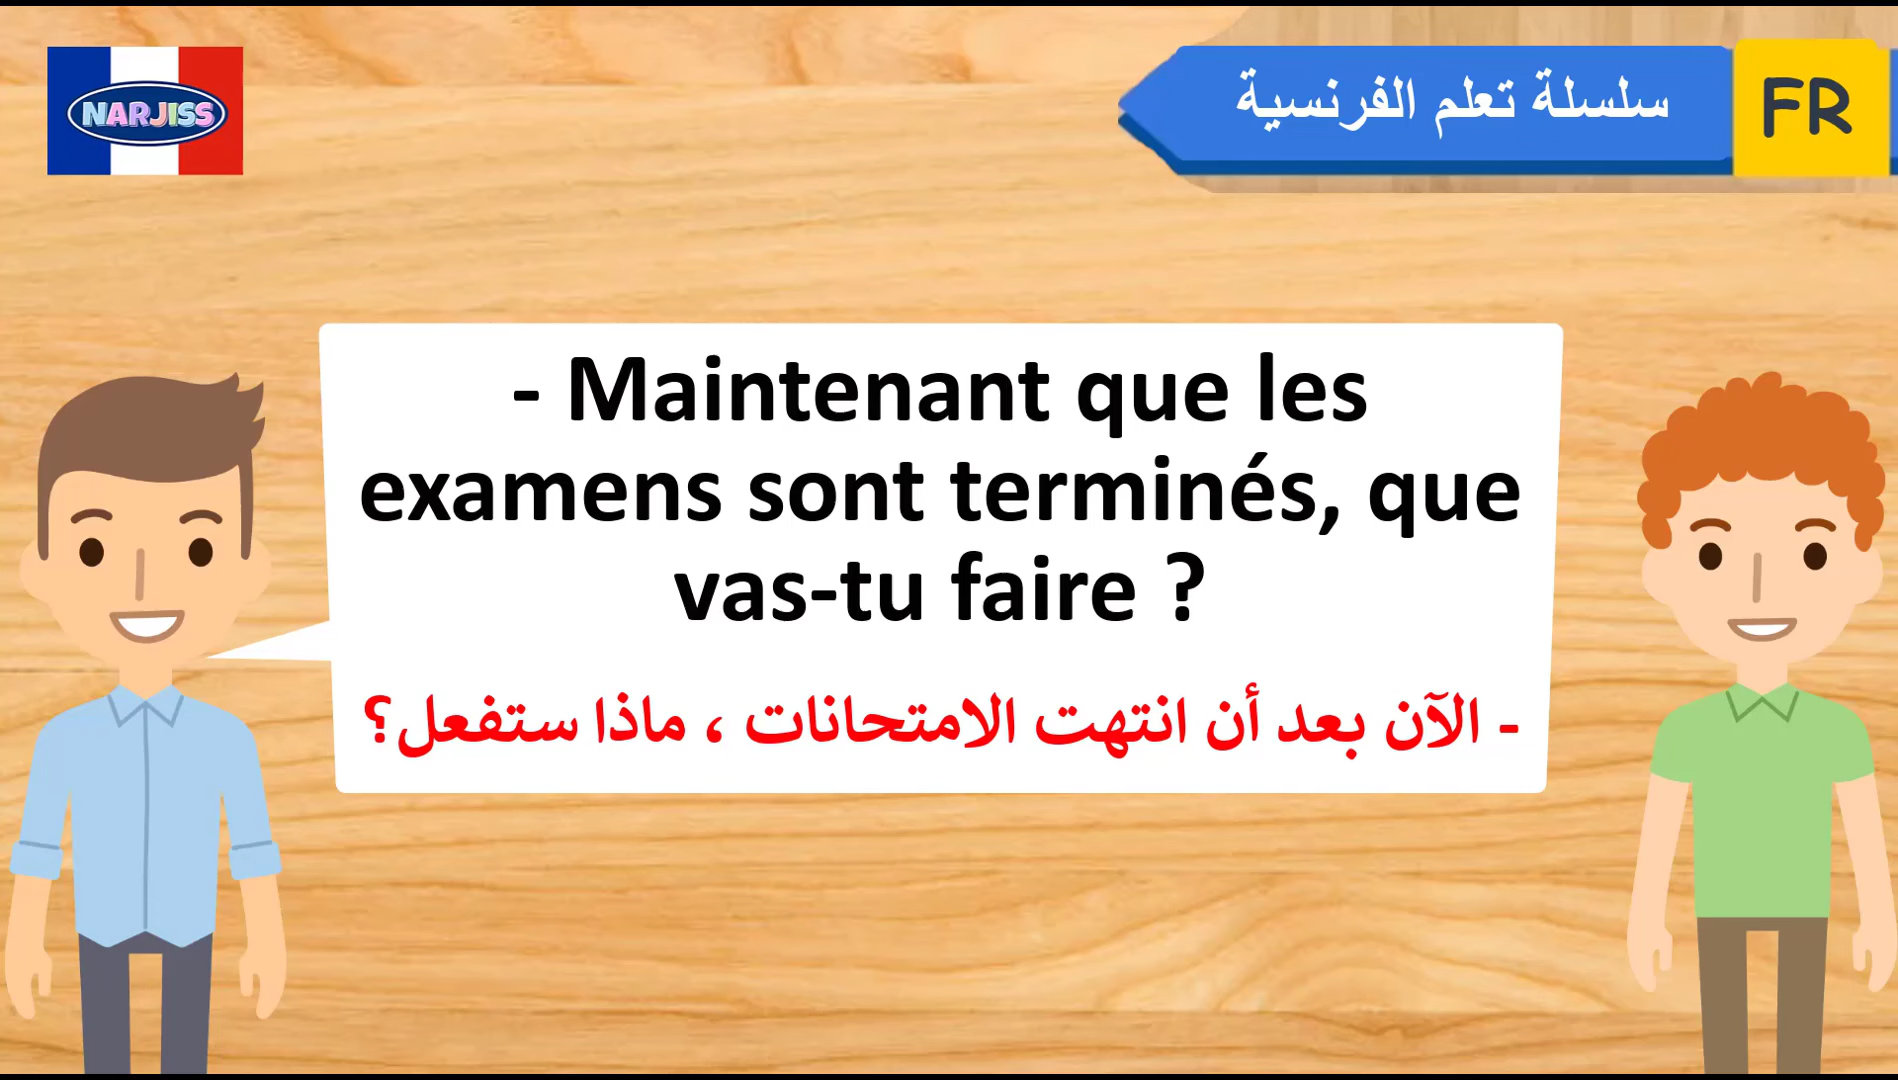 NARJISS
سلسلة تعلم الفرنسية
FR
- Maintenant que les
examens sont terminés, que
vas-tu faire ?
- الآن بعد أن انتهت الامتحانات ، ماذا ستفعل؟